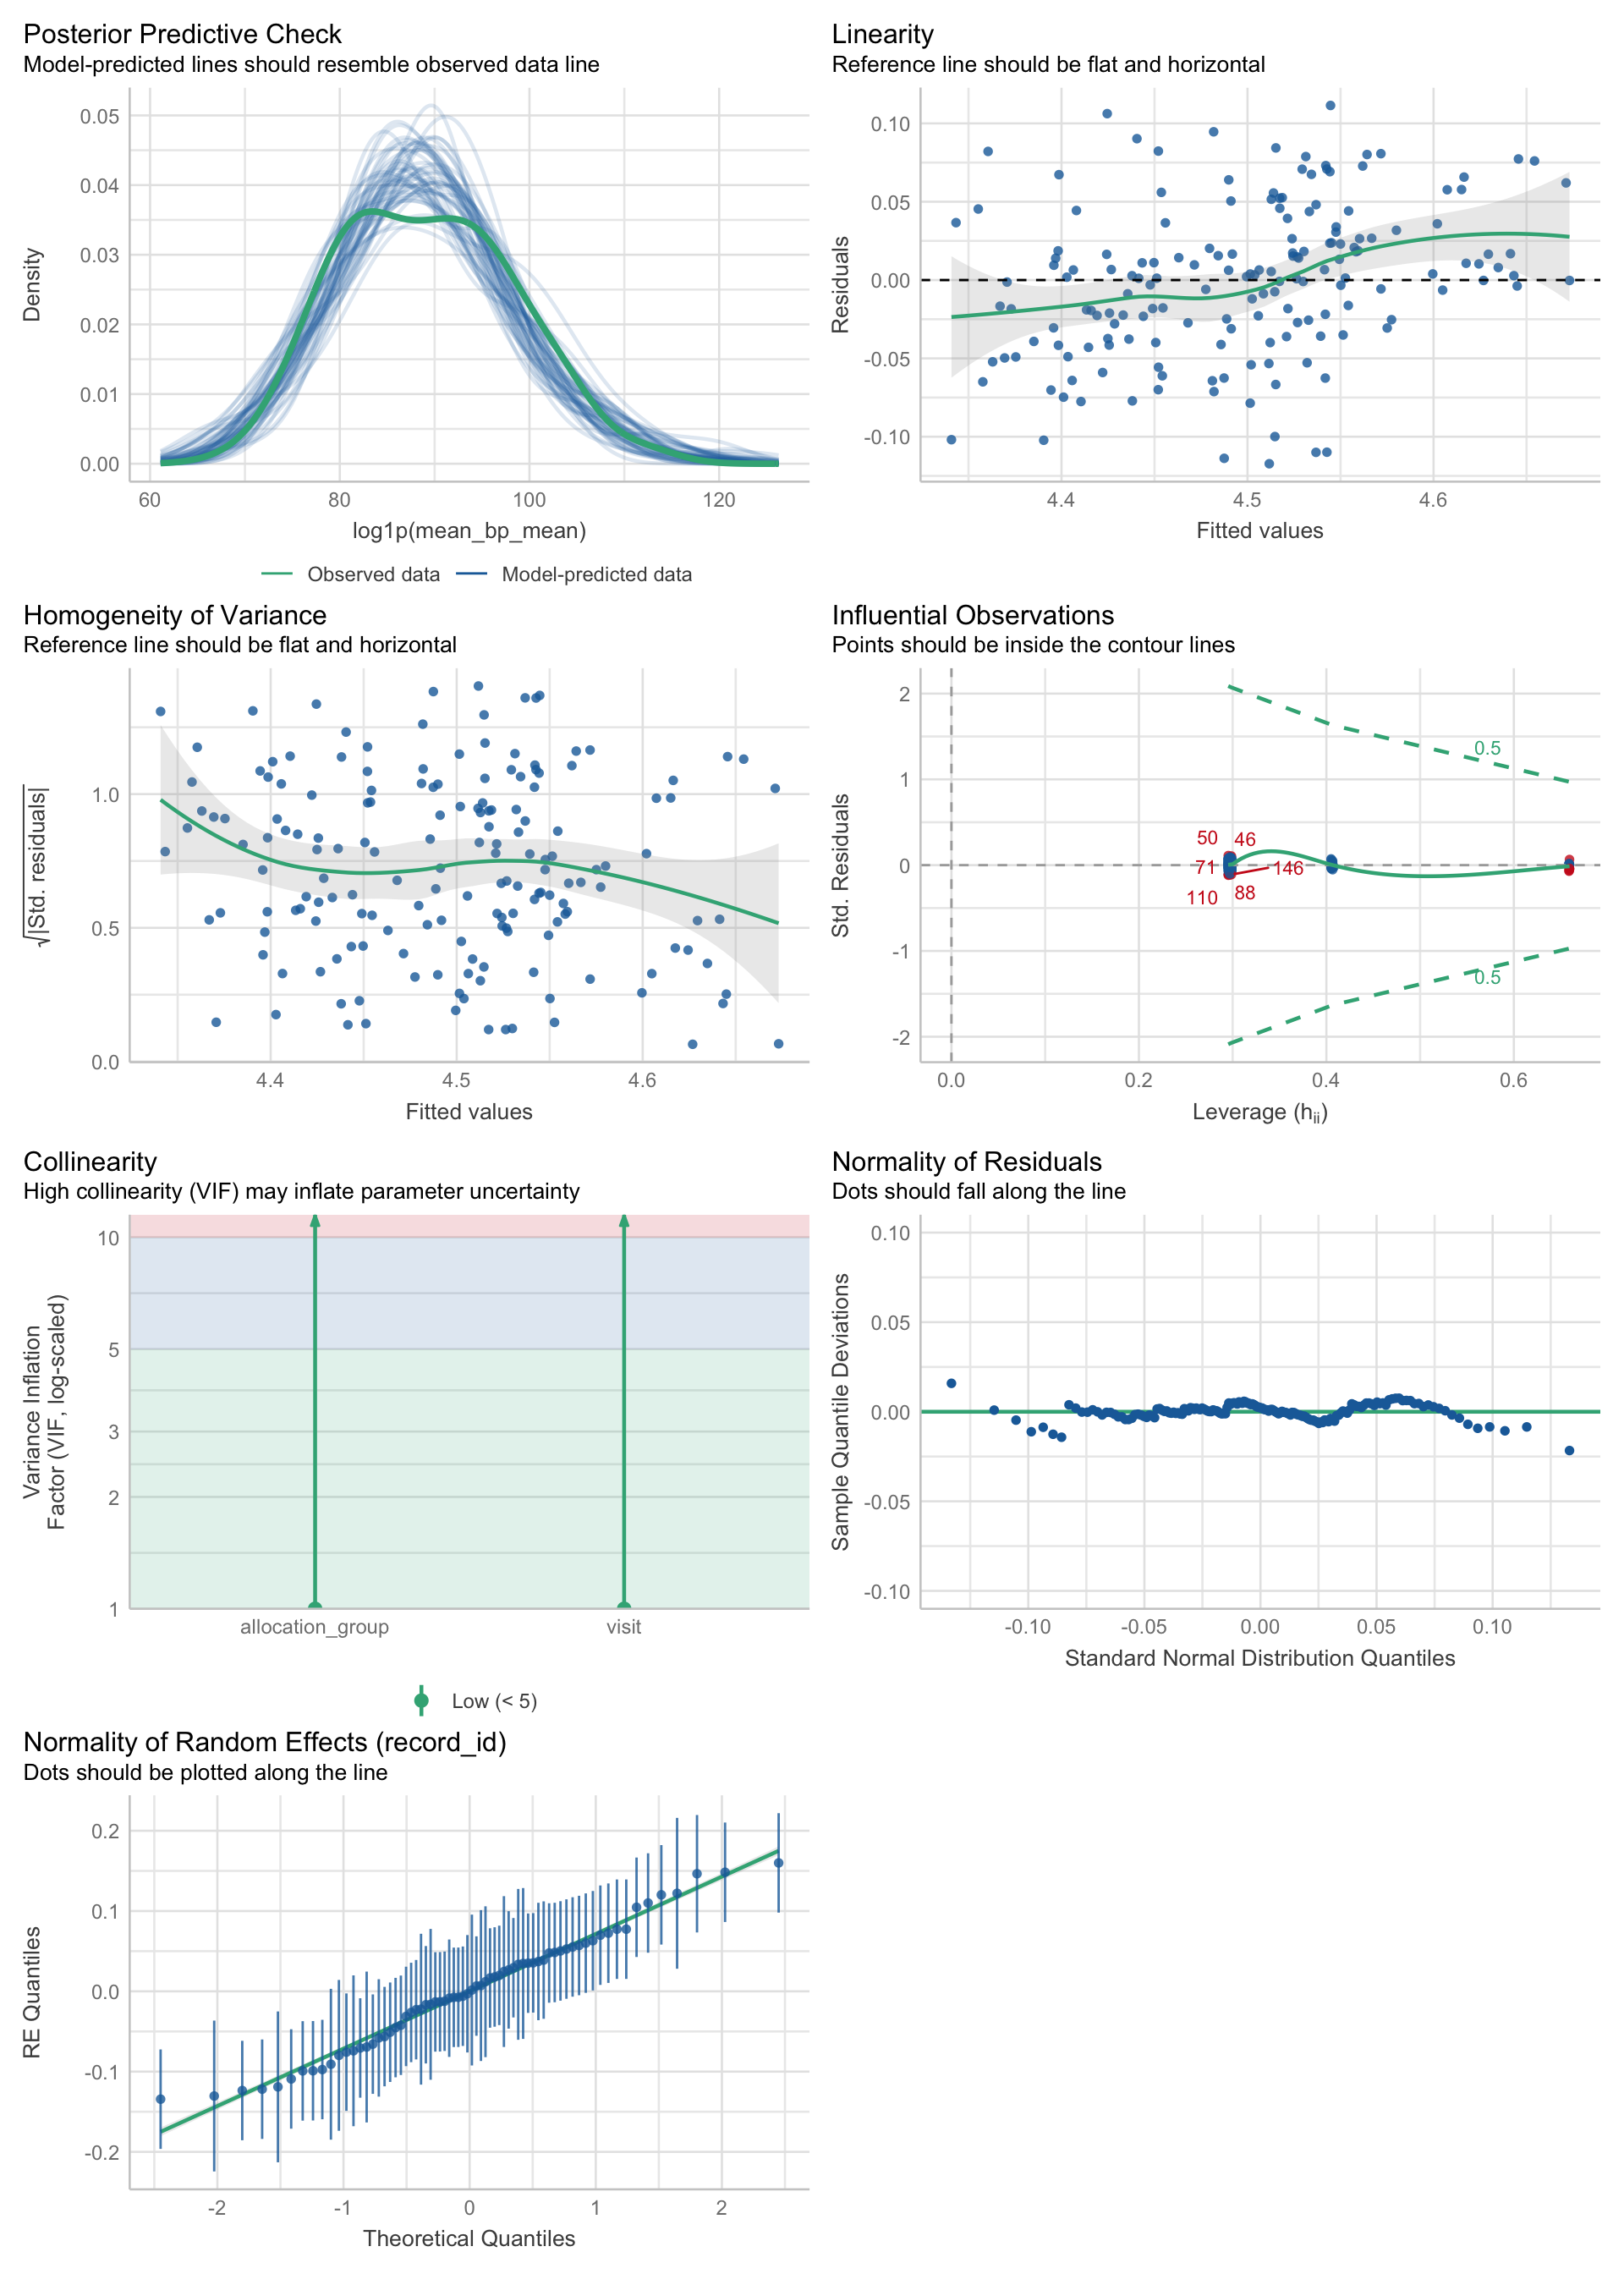 Posterior Predictive Check
Model-predicted lines should resemble observed data line
0.05
0.04
0.03
0.02
0.01
0.00
Density
60
80
100
120
log1p(mean_bp_mean)
Observed data
Model-predicted data
Linearity
Reference line should be flat and horizontal
0.10
0.05
0.00
-0.05
-0.10
Residuals
4.4
4.5
4.6
Fitted values
Homogeneity of Variance
Reference line should be flat and horizontal
1.0
0.5
0.0
√|Std. residuals|
4.4
4.5
4.6
Fitted values
Influential Observations
Points should be inside the contour lines
2
1
0
-1
-2
Std. Residuals
0.5
50
46
71
146
110
88
0.5
0.0
0.2
0.4
0.6
Leverage (hii)
Collinearity
High collinearity (VIF) may inflate parameter uncertainty
10
5
3
2
1
Variance Inflation
Factor (VIF, log-scaled)
allocation_group
visit
Low (< 5)
Normality of Residuals
Dots should fall along the line
0.10
0.05
0.00
-0.05
-0.10
Sample Quantile Deviations
-0.10
-0.05
0.00
0.05
0.10
Standard Normal Distribution Quantiles
Normality of Random Effects (record_id)
Dots should be plotted along the line
0.2
0.1
0.0
-0.1
-0.2
RE Quantiles
-2
-1
0
1
2
Theoretical Quantiles